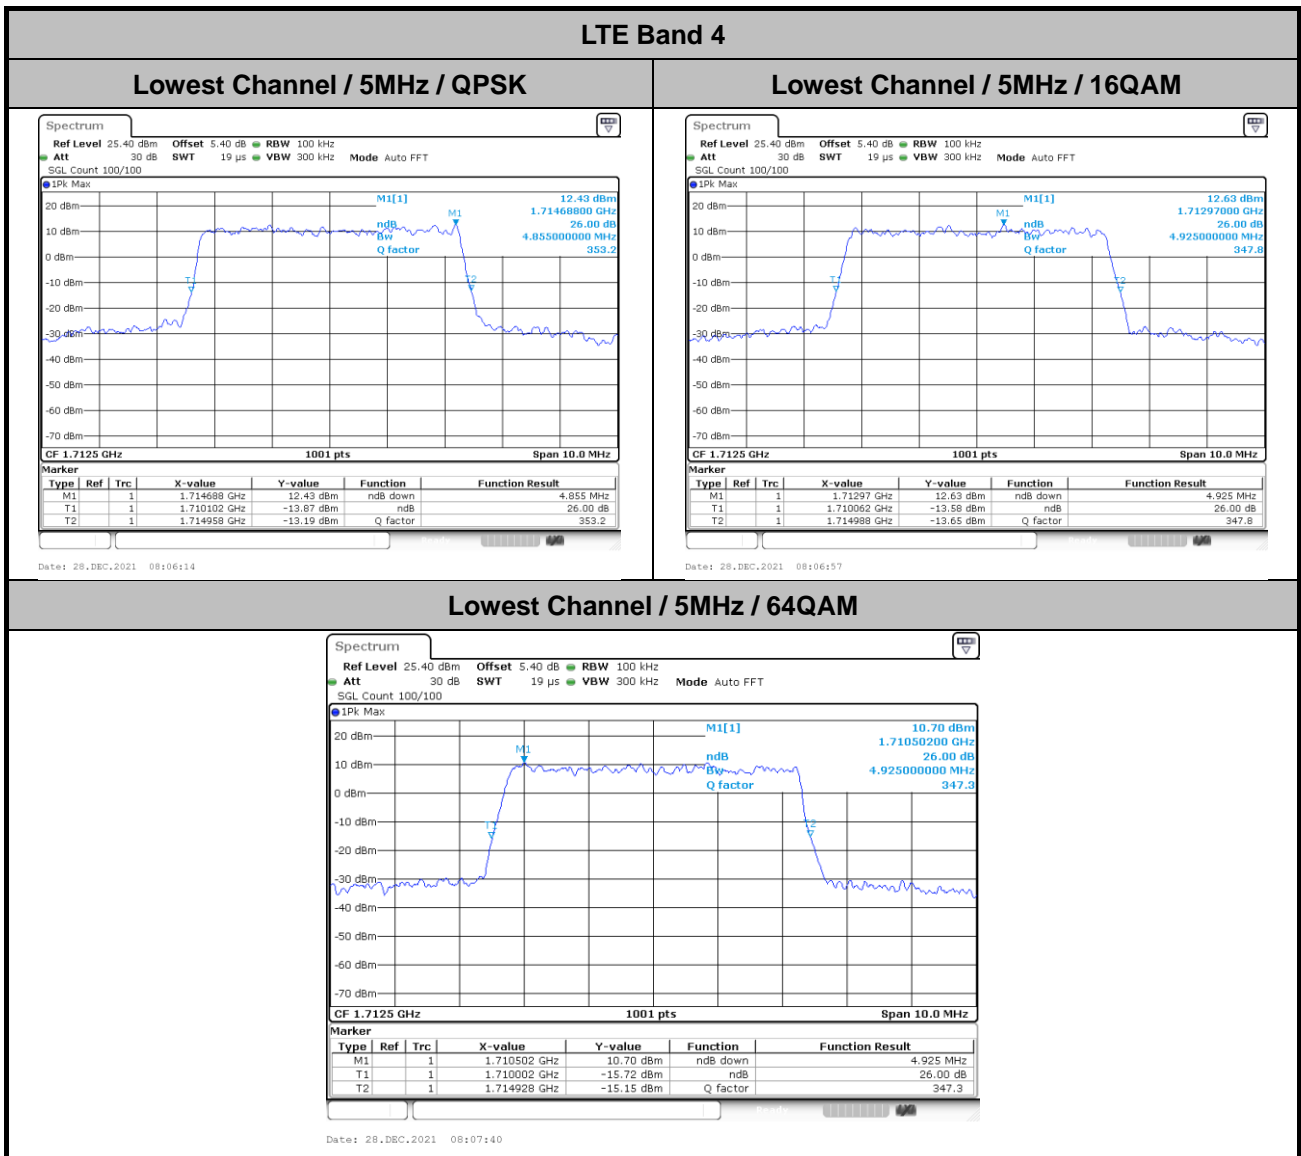 LTE Band 4
Lowest Channel / 5MHz / QPSK
Lowest Channel / 5MHz / 16QAM
Spectrum
Ref Level 25.40 dBm Offset 5.40 dB RBW 100 kHz
Att 30 dB SWT 19 µs VBW 300 kHz Mode Auto FFT
SGL Count 100/100
1Pk Max
M1[1] 12.43 dBm
1.71468800 GHz
ndB 26.00 dB
Bw 4.855000000 MHz
Q factor 353.2
M1
T1
T2
20 dBm
10 dBm
0 dBm
-10 dBm
-20 dBm
-30 dBm
-40 dBm
-50 dBm
-60 dBm
-70 dBm
CF 1.7125 GHz 1001 pts Span 10.0 MHz
Marker
Type Ref Trc X-value Y-value Function Function Result
M1 1 1.714688 GHz 12.43 dBm ndB down 4.855 MHz
T1 1 1.710102 GHz -13.87 dBm ndB 26.00 dB
T2 1 1.714958 GHz -13.19 dBm Q factor 353.2
Ready
Date: 28.DEC.2021 08:06:14
Spectrum
Ref Level 25.40 dBm Offset 5.40 dB RBW 100 kHz
Att 30 dB SWT 19 µs VBW 300 kHz Mode Auto FFT
SGL Count 100/100
1Pk Max
M1[1] 12.63 dBm
1.71297000 GHz
ndB 26.00 dB
Bw 4.925000000 MHz
Q factor 347.8
M1
T1
T2
20 dBm
10 dBm
0 dBm
-10 dBm
-20 dBm
-30 dBm
-40 dBm
-50 dBm
-60 dBm
-70 dBm
CF 1.7125 GHz 1001 pts Span 10.0 MHz
Marker
Type Ref Trc X-value Y-value Function Function Result
M1 1 1.71297 GHz 12.63 dBm ndB down 4.925 MHz
T1 1 1.710062 GHz -13.58 dBm ndB 26.00 dB
T2 1 1.714988 GHz -13.65 dBm Q factor 347.8
Ready
Date: 28.DEC.2021 08:06:57
Lowest Channel / 5MHz / 64QAM
Spectrum
Ref Level 25.40 dBm Offset 5.40 dB RBW 100 kHz
Att 30 dB SWT 19 µs VBW 300 kHz Mode Auto FFT
SGL Count 100/100
1Pk Max
M1[1] 10.70 dBm
1.71050200 GHz
ndB 26.00 dB
Bw 4.925000000 MHz
Q factor 347.3
M1
T1
T2
20 dBm
10 dBm
0 dBm
-10 dBm
-20 dBm
-30 dBm
-40 dBm
-50 dBm
-60 dBm
-70 dBm
CF 1.7125 GHz 1001 pts Span 10.0 MHz
Marker
Type Ref Trc X-value Y-value Function Function Result
M1 1 1.710502 GHz 10.70 dBm ndB down 4.925 MHz
T1 1 1.710002 GHz -15.72 dBm ndB 26.00 dB
T2 1 1.714928 GHz -15.15 dBm Q factor 347.3
Ready
Date: 28.DEC.2021 08:07:40